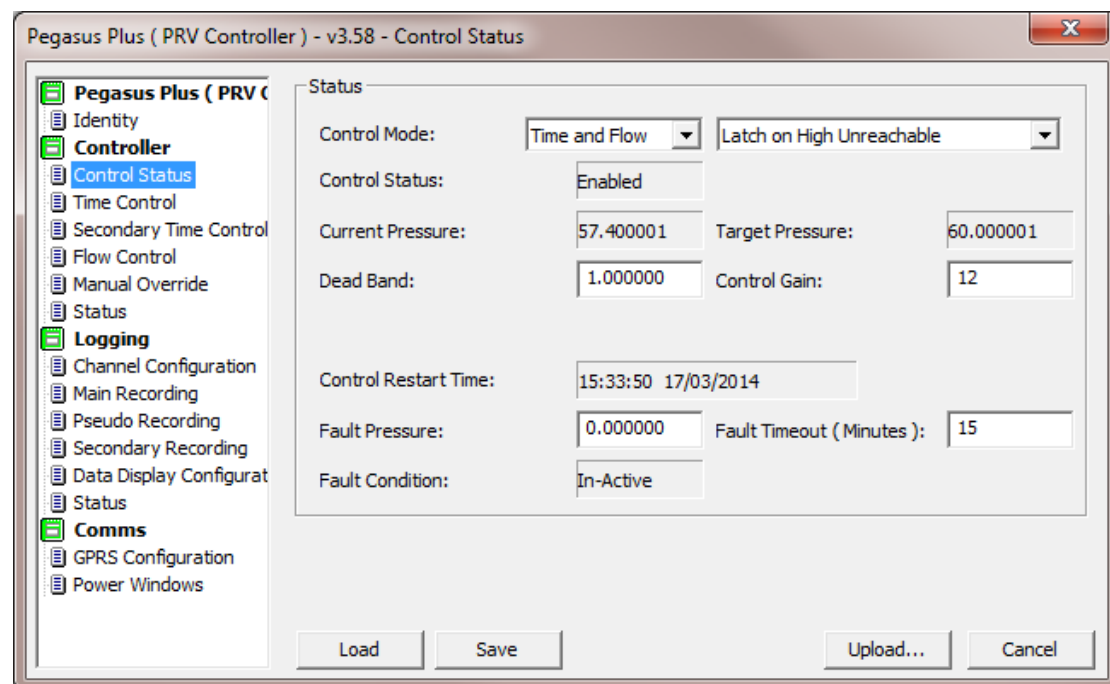 Pegasus Plus ( PRV Controller ) - v3.58 - Control Status
Pegasus Plus ( PRV (
Identity
Controller
Control Status
Time Control
Secondary Time Control
Flow Control
Manual Override
Status
Logging
Channel Configuration
Main Recording
Pseudo Recording
Secondary Recording
Data Display Configurat
Status
Comms
GPRS Configuration
Power Windows
Status
Control Mode: Time and Flow Latch on High Unreachable
Control Status: Enabled
Current Pressure: 57.400001 Target Pressure: 60.000001
Dead Band: 1.000000 Control Gain: 12
Control Restart Time: 15:33:50 17/03/2014
Fault Pressure: 0.000000 Fault Timeout ( Minutes ): 15
Fault Condition: In-Active
Load Save Upload... Cancel